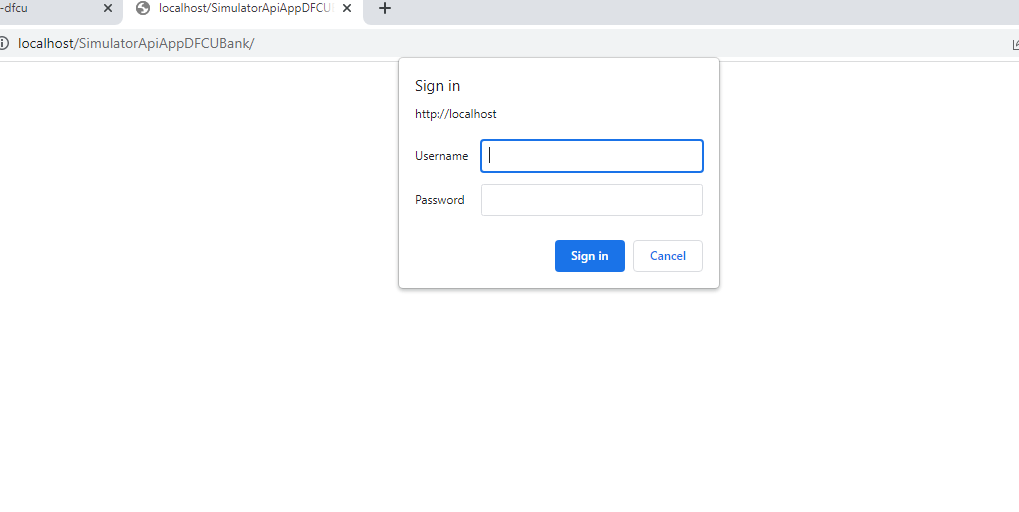 -dfcu
localhost/SimulatorApiAppDFCU
localhost/SimulatorApiAppDFCUBank/
Sign in
http://localhost
Username
Password
Sign in Cancel